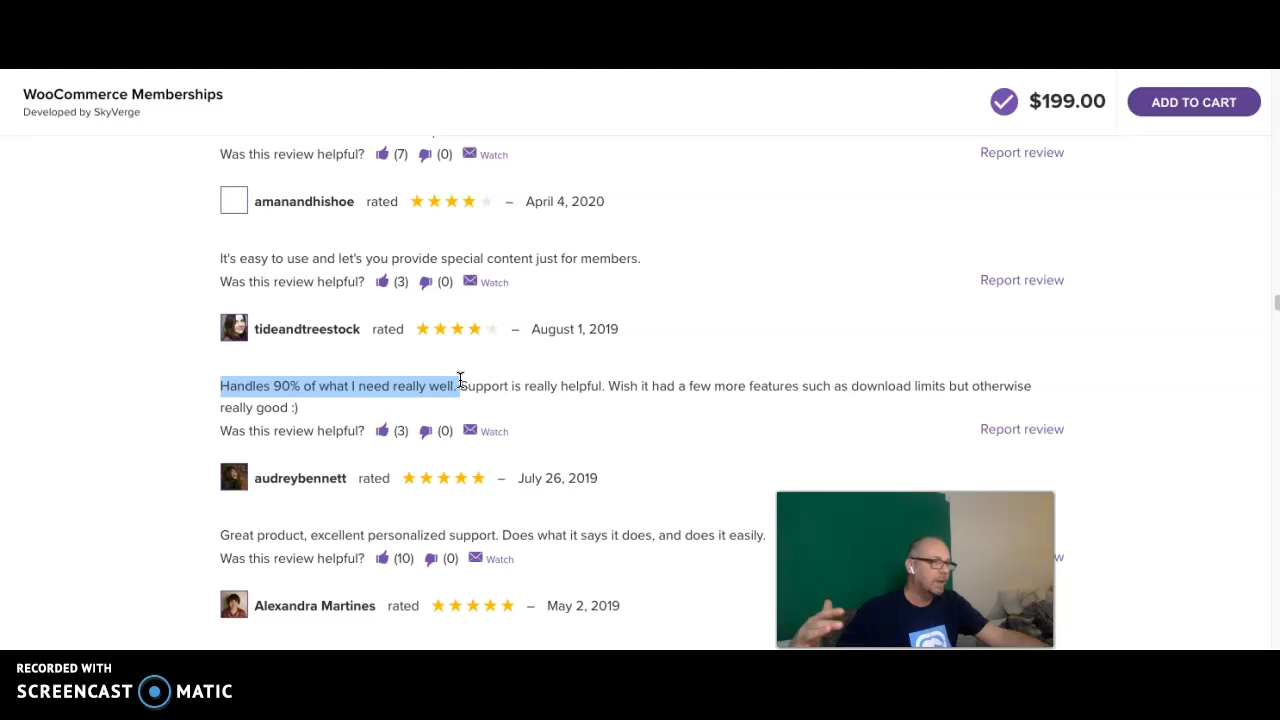 WooCommerce Memberships
Developed by SkyVerge
$199.00
ADD TO CART
Was this review helpful? (7) (0) Watch
Report review
amanandhishoe rated – April 4, 2020
It's easy to use and let's you provide special content just for members.
Was this review helpful? (3) (0) Watch
Report review
tideandtreestock rated – August 1, 2019
Handles 90% of what I need really well. Support is really helpful. Wish it had a few more features such as download limits but otherwise
really good :)
Was this review helpful? (3) (0) Watch
Report review
audreybennett rated – July 26, 2019
Great product, excellent personalized support. Does what it says it does, and does it easily.
Was this review helpful? (10) (0) Watch
Alexandra Martines rated – May 2, 2019
RECORDED WITH
SCREENCAST MATIC